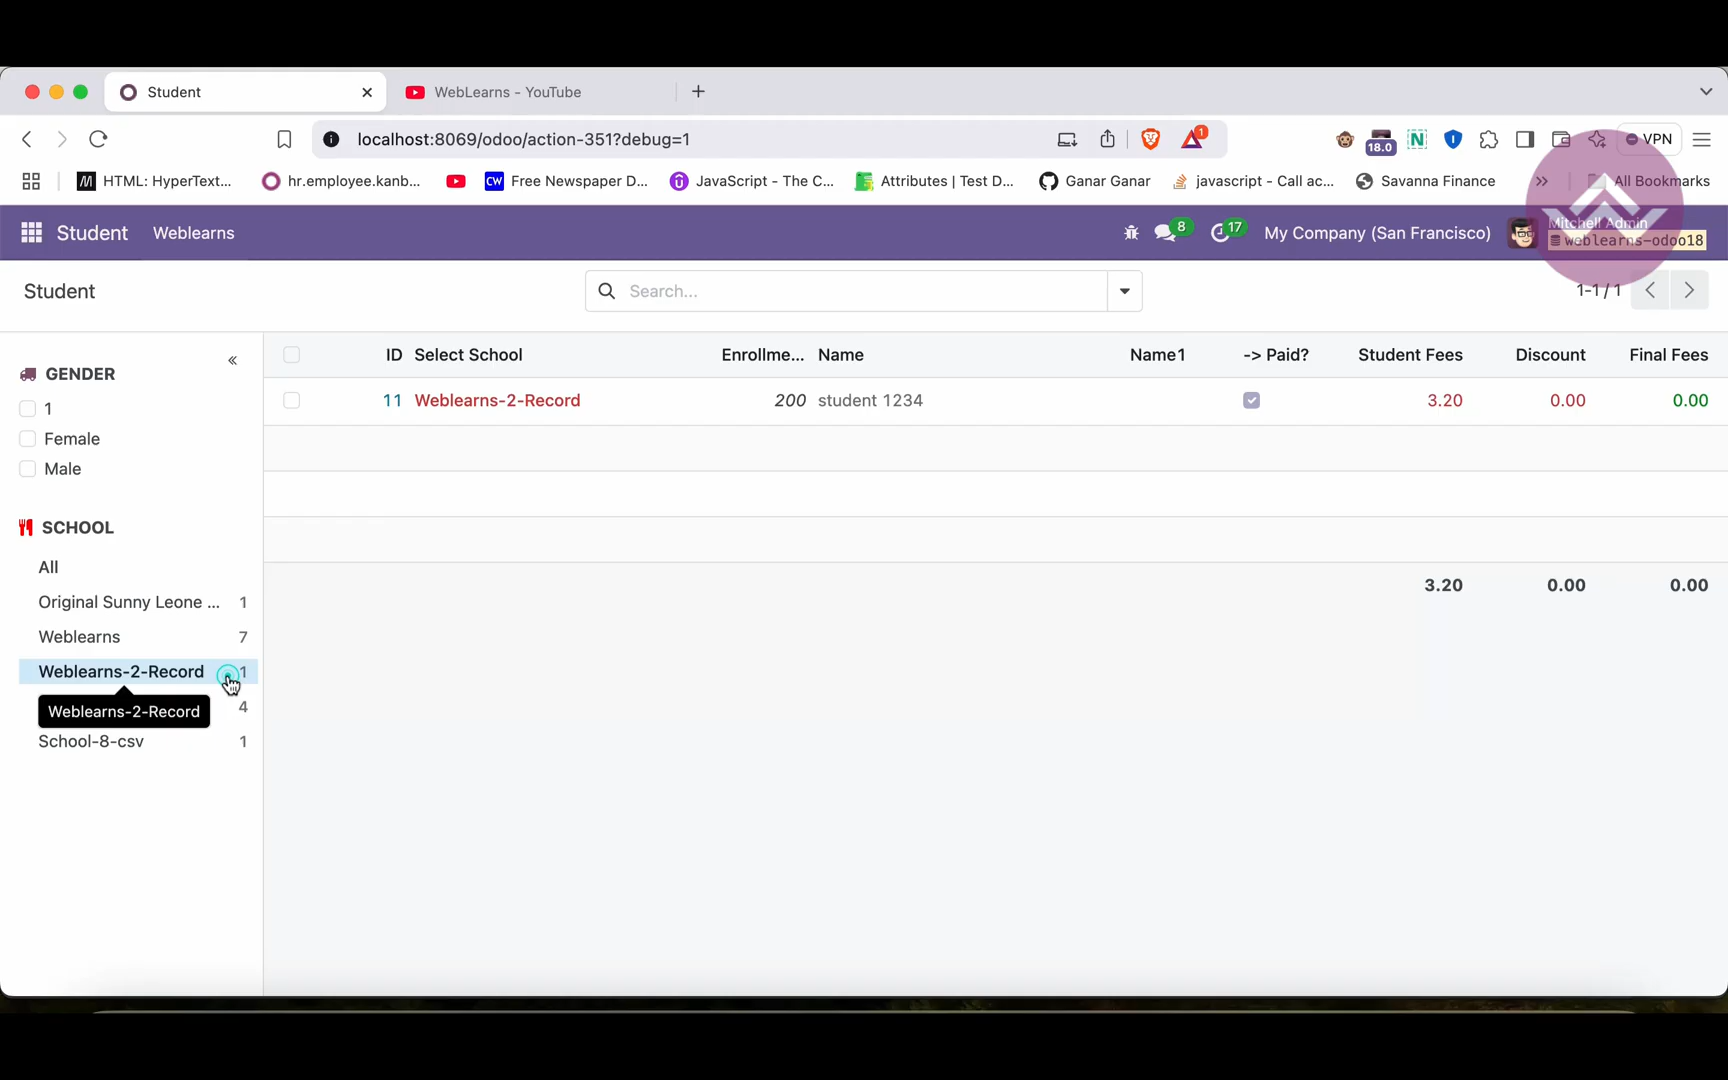 Student
WebLearns - YouTube
localhost:8069/odoo/action-351?debug=1
1
18.0
N
VPN
HTML: HyperText...
hr.employee.kanb...
CW Free Newspaper D...
JavaScript - The C...
Attributes | Test D...
Ganar Ganar
javascript - Call ac...
Savanna Finance
All Bookmarks
Student
Weblearns
8
17
My Company (San Francisco)
Mitchell Admin
weblearns-odoo18
Student
Search...
1-1 / 1
GENDER
1
Female
Male
SCHOOL
All
Original Sunny Leone ... 1
Weblearns 7
Weblearns-2-Record 1
Weblearns-2-Record 4
School-8-csv 1
ID Select School Enrollme... Name Name1 -> Paid? Student Fees Discount Final Fees
11 Weblearns-2-Record 200 student 1234 3.20 0.00 0.00
3.20 0.00 0.00